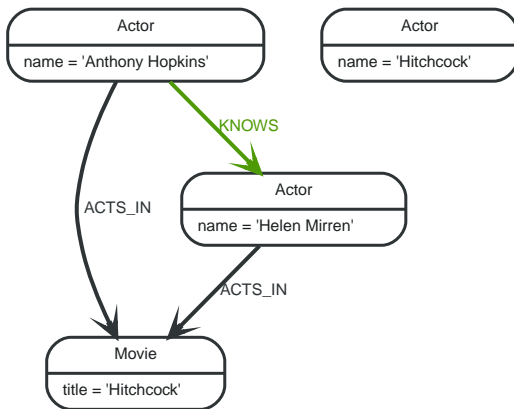 Actor
name = 'Anthony Hopkins'
Actor
name = 'Hitchcock'
KNOWS
Actor
name = 'Helen Mirren'
ACTS_IN
ACTS_IN
Movie
title = 'Hitchcock'